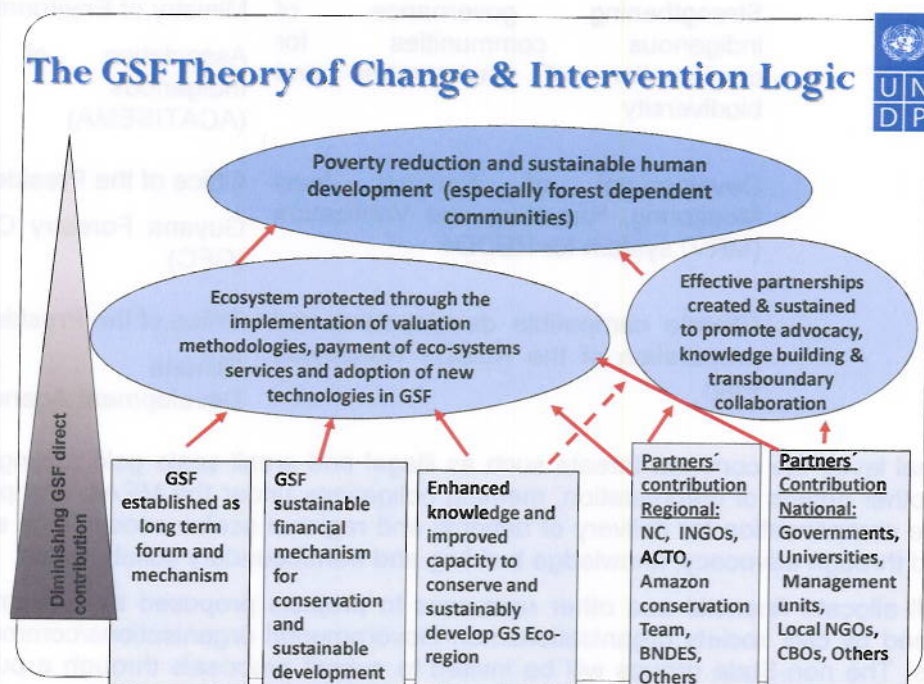 The GSF Theory of Change & Intervention Logic
U N
D P
Poverty reduction and sustainable human
development (especially forest dependent
communities)
Ecosystem protected through the
implementation of valuation
methodologies, payment of eco-systems
services and adoption of new
technologies in GSF
Effective partnerships
created & sustained
to promote advocacy,
knowledge building &
transboundary
collaboration
Diminishing GSF direct
contribution
GSF
established as
long term
forum and
mechanism
GSF
sustainable
financial
mechanism
for
conservation
and
sustainable
development
Enhanced
knowledge and
improved
capacity to
conserve and
sustainably
develop GS Eco-
region
Partners´
contribution
Regional:
NC, INGOs,
ACTO,
Amazon
conservation
Team
BNDES,
Others
Partners´
Contribution
National:
Governments,
Universities,
Management
units,
Local NGOs,
CBOs, Others